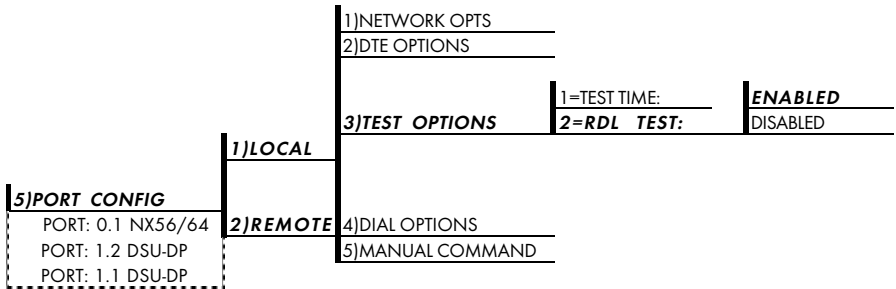 1)NETWORK OPTS
2)DTE OPTIONS
1=TEST TIME: ENABLED
3)TEST OPTIONS 2=RDL TEST: DISABLED
1)LOCAL
5)PORT CONFIG
PORT: 0.1 NX56/64 2)REMOTE 4)DIAL OPTIONS
PORT: 1.2 DSU-DP 5)MANUAL COMMAND
PORT: 1.1 DSU-DP